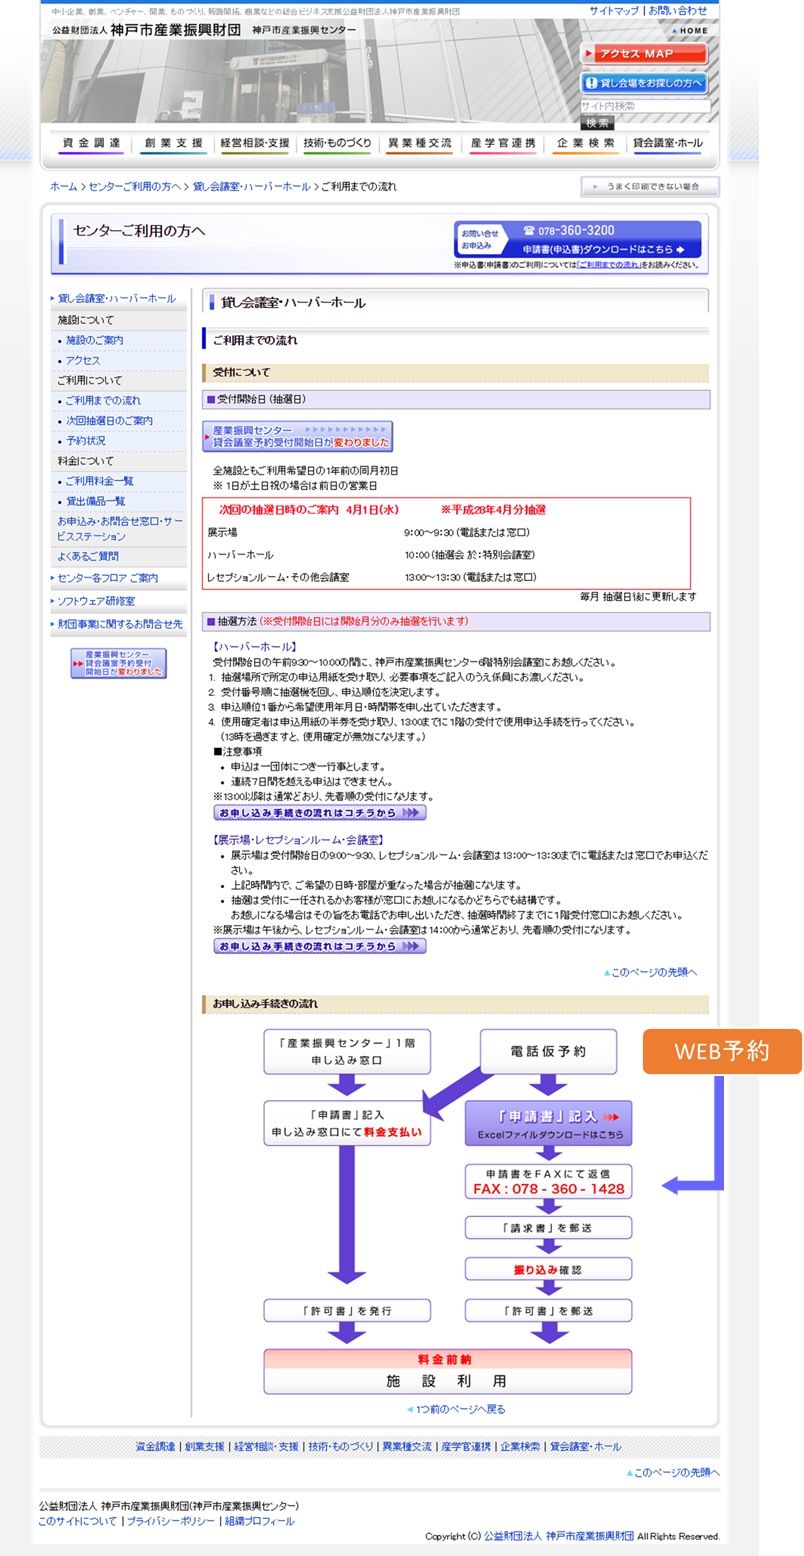 中小企業、創業、ベンチャー、開業、ものづくり、販路開拓、商業などの総合ビジネス支援公益財団法人神戸市産業振興財団
サイトマップ | お問い合わせ
公益財団法人 神戸市産業振興財団 神戸市産業振興センター
▲HOME
アクセス MAP
貸し会場をお探しの方へ
サイト内検索
検索
資金調達 創業支援 経営相談・支援 技術・ものづくり 異業種交流 産学官連携 企業検索 貸会議室・ホール
ホーム > センターご利用の方へ > 貸し会議室・ハーバーホール > ご利用までの流れ
うまく印刷できない場合
センターご利用の方へ
お問い合せ
お申込み
☎ 078-360-3200
申請書(申込書)ダウンロードはこちら
※申込書(申請書)のご利用については「ご利用までの流れ」をお読みください。
貸し会議室・ハーバーホール
施設について
• 施設のご案内
• アクセス
ご利用について
• ご利用までの流れ
• 次回抽選日のご案内
• 予約状況
料金について
• ご利用料金一覧
• 貸出備品一覧
お申込み・お問合せ窓口・サー
ビスステーション
よくあるご質問
センター各フロア ご案内
ソフトウェア研修室
財団事業に関するお問合せ先
産業振興センター
貸会議室予約受付
開始日が変わりました
貸し会議室・ハーバーホール
ご利用までの流れ
受付について
■ 受付開始日 (抽選日)
産業振興センター
貸会議室予約受付開始日が変わりました
全施設ともご利用希望日の1年前の同月初日
※ 1日が土日祝の場合は前日の営業日
次回の抽選日時のご案内 4月1日(水) ※平成28年4月分抽選
展示場 9:00～9:30 (電話または窓口)
ハーバーホール 10:00 (抽選会 於：特別会議室)
レセプションルーム・その他会議室 13:00～13:30 (電話または窓口)
毎月 抽選日後に更新します
■ 抽選方法 (※受付開始日には開始月分のみ抽選を行います)
【ハーバーホール】
受付開始日の午前9:30～10:00の間に、神戸市産業振興センター6階特別会議室にお越しください。
1. 抽選場所で所定の申込用紙を受け取り、必要事項をご記入のうえ係員にお渡しください。
2. 受付番号順に抽選機を回し、申込順位を決定します。
3. 申込順位1番から希望使用年月日・時間帯を申し出ていただきます。
4. 使用確定者は申込用紙の半券を受け取り、13:00までに1階の受付で使用申込手続を行ってください。
(13時を過ぎますと、使用確定が無効になります。)
■注意事項
• 申込は一団体につき一行事とします。
• 連続7日間を越える申込はできません。
※13:00以降は通常どおり、先着順の受付になります。
お申し込み手続きの流れはコチラから
【展示場・レセプションルーム・会議室】
• 展示場は受付開始日の9:00～9:30、レセプションルーム・会議室は13:00～13:30までに電話または窓口でお申込くだ
さい。
• 上記時間内で、ご希望の日時・部屋が重なった場合が抽選になります。
• 抽選は受付に一任されるかお客様が窓口にお越しになるかどちらでも結構です。
お越しになる場合はその旨をお電話でお申し出いただき、抽選時間終了までに1階受付窓口にお越しください。
※展示場は午後から、レセプションルーム・会議室は14:00から通常どおり、先着順の受付になります。
お申し込み手続きの流れはコチラから
▲このページの先頭へ
お申し込み手続きの流れ
「産業振興センター」1階
申し込み窓口
電話仮予約
WEB予約
「申請書」記入
申し込み窓口にて料金支払い
「申請書」記入
Excelファイルダウンロードはこちら
申請書をFAXにて返信
FAX：078-360-1428
「請求書」を郵送
振り込み確認
「許可書」を発行
「許可書」を郵送
料金前納
施設利用
◀ 1つ前のページへ戻る
資金調達 | 創業支援 | 経営相談・支援 | 技術・ものづくり | 異業種交流 | 産学官連携 | 企業検索 | 貸会議室・ホール
▲このページの先頭へ
公益財団法人 神戸市産業振興財団(神戸市産業振興センター)
このサイトについて | プライバシーポリシー | 組織プロフィール
Copyright (C) 公益財団法人 神戸市産業振興財団 All Rights Reserved.